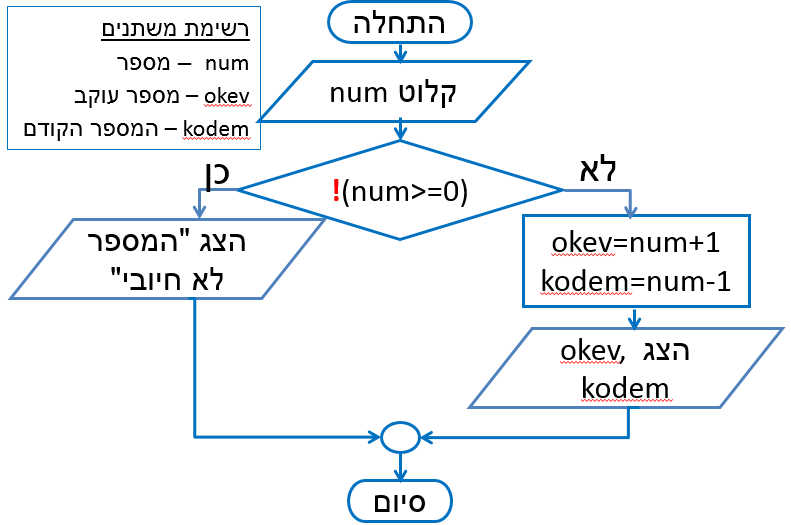 רשימת משתנים
num – מספר
okev – מספר עוקב
kodem – המספר הקודם
התחלה
קלוט num
!(num>=0)
כן
לא
הצג "המספר
לא חיובי"
okev=num+1
kodem=num-1
הצג okev,
kodem
סיום